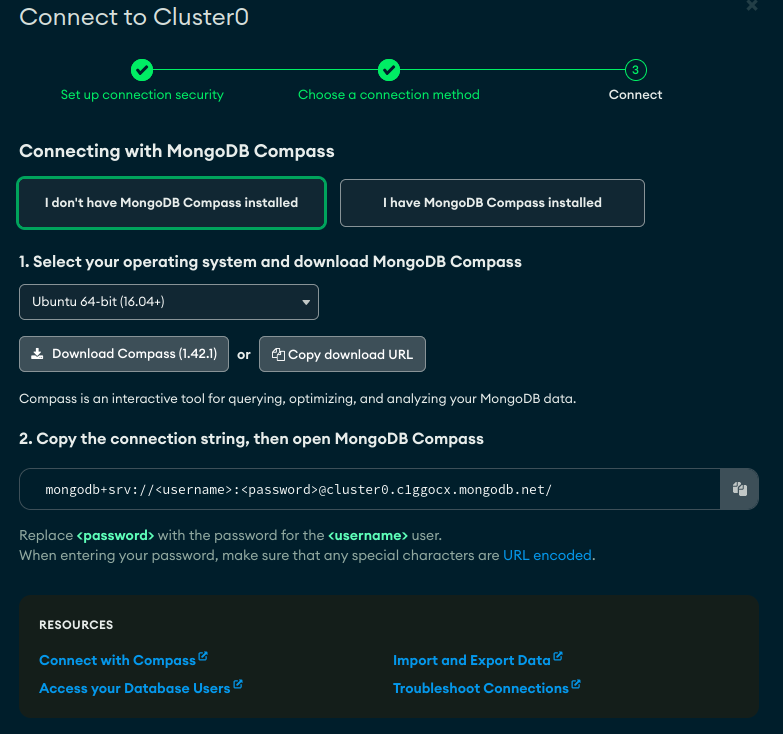 Connect to Cluster0
3
Set up connection security
Choose a connection method
Connect
Connecting with MongoDB Compass
I don't have MongoDB Compass installed
I have MongoDB Compass installed
1. Select your operating system and download MongoDB Compass
Ubuntu 64-bit (16.04+)
Download Compass (1.42.1)
or
Copy download URL
Compass is an interactive tool for querying, optimizing, and analyzing your MongoDB data.
2. Copy the connection string, then open MongoDB Compass
mongodb+srv://<username>:<password>@cluster0.c1ggocx.mongodb.net/
Replace <password> with the password for the <username> user.
When entering your password, make sure that any special characters are URL encoded.
RESOURCES
Connect with Compass
Import and Export Data
Access your Database Users
Troubleshoot Connections